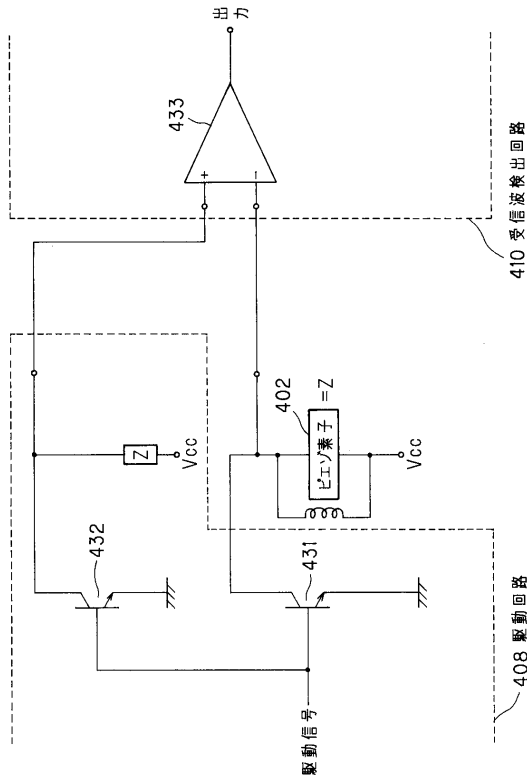 出力
433
+
−
410 受信波検出回路
432
Z
Vcc
402
ピエゾ素子
=Z
Vcc
431
駆動信号
408 駆動回路